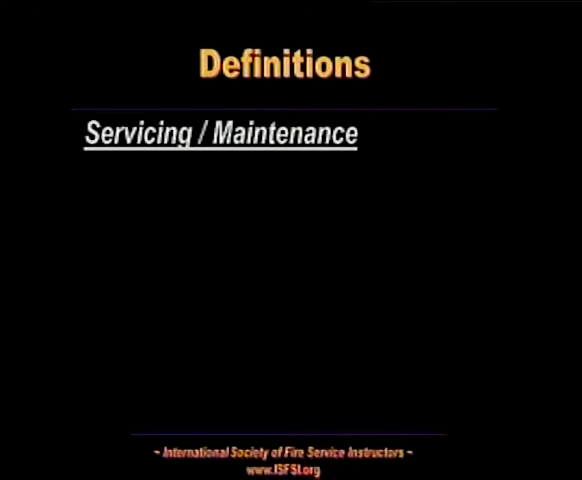 Definitions
Servicing / Maintenance
~ International Society of Fire Service Instructors ~
www.ISFSI.org